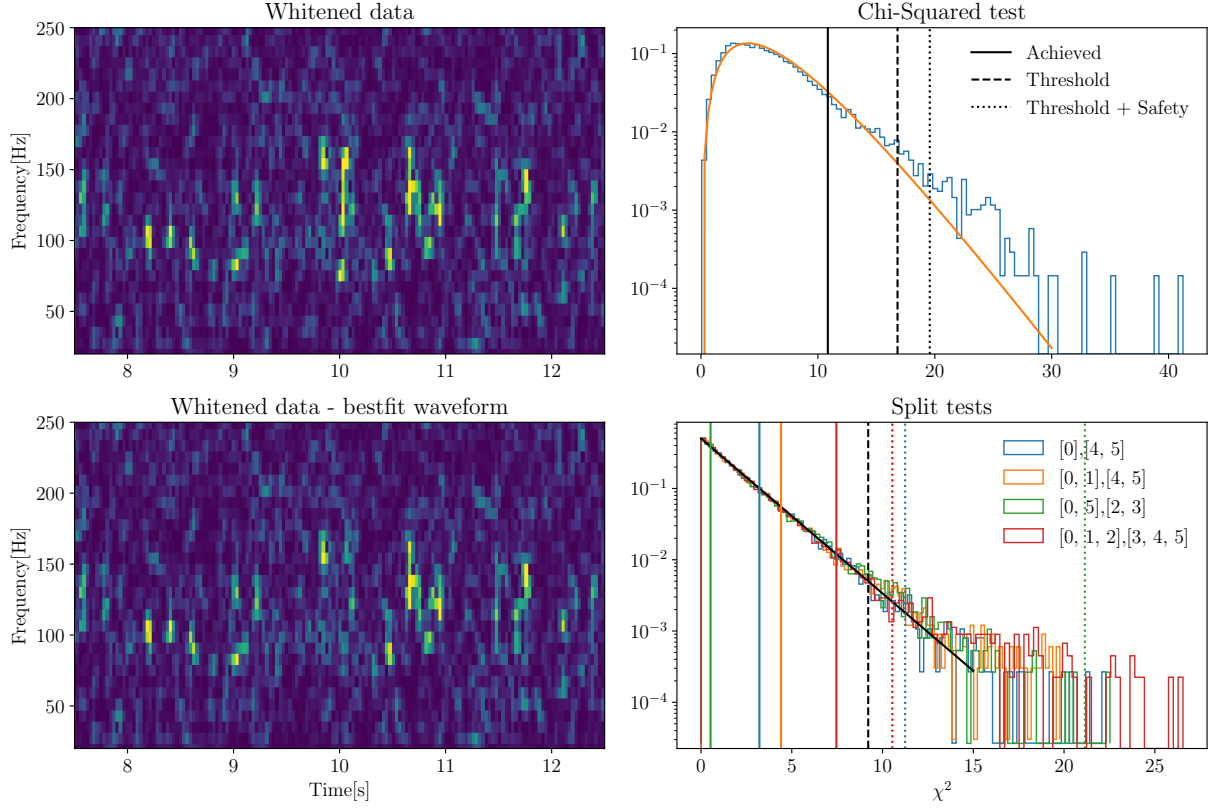 Whitened data
Frequency[Hz]
250
200
150
100
50
8 9 10 11 12
Chi-Squared test
10⁻¹
10⁻²
10⁻³
10⁻⁴
Achieved
Threshold
Threshold + Safety
0 10 20 30 40
Whitened data - bestfit waveform
Frequency[Hz]
250
200
150
100
50
8 9 10 11 12
Time[s]
Split tests
10⁻¹
10⁻²
10⁻³
10⁻⁴
[0],[4, 5]
[0, 1],[4, 5]
[0, 5],[2, 3]
[0, 1, 2],[3, 4, 5]
0 5 10 15 20 25
χ²